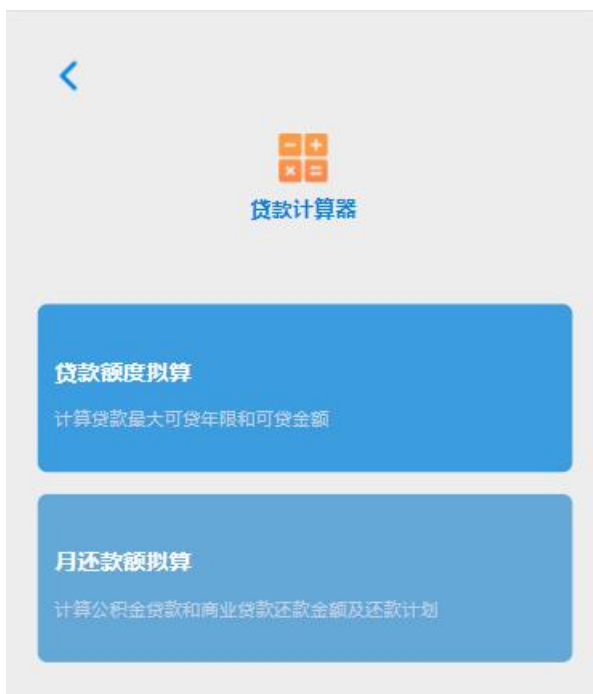 贷款计算器
贷款额度拟算
计算贷款最大可贷年限和可贷金额
月还款额拟算
计算公积金贷款和商业贷款还款金额及还款计划